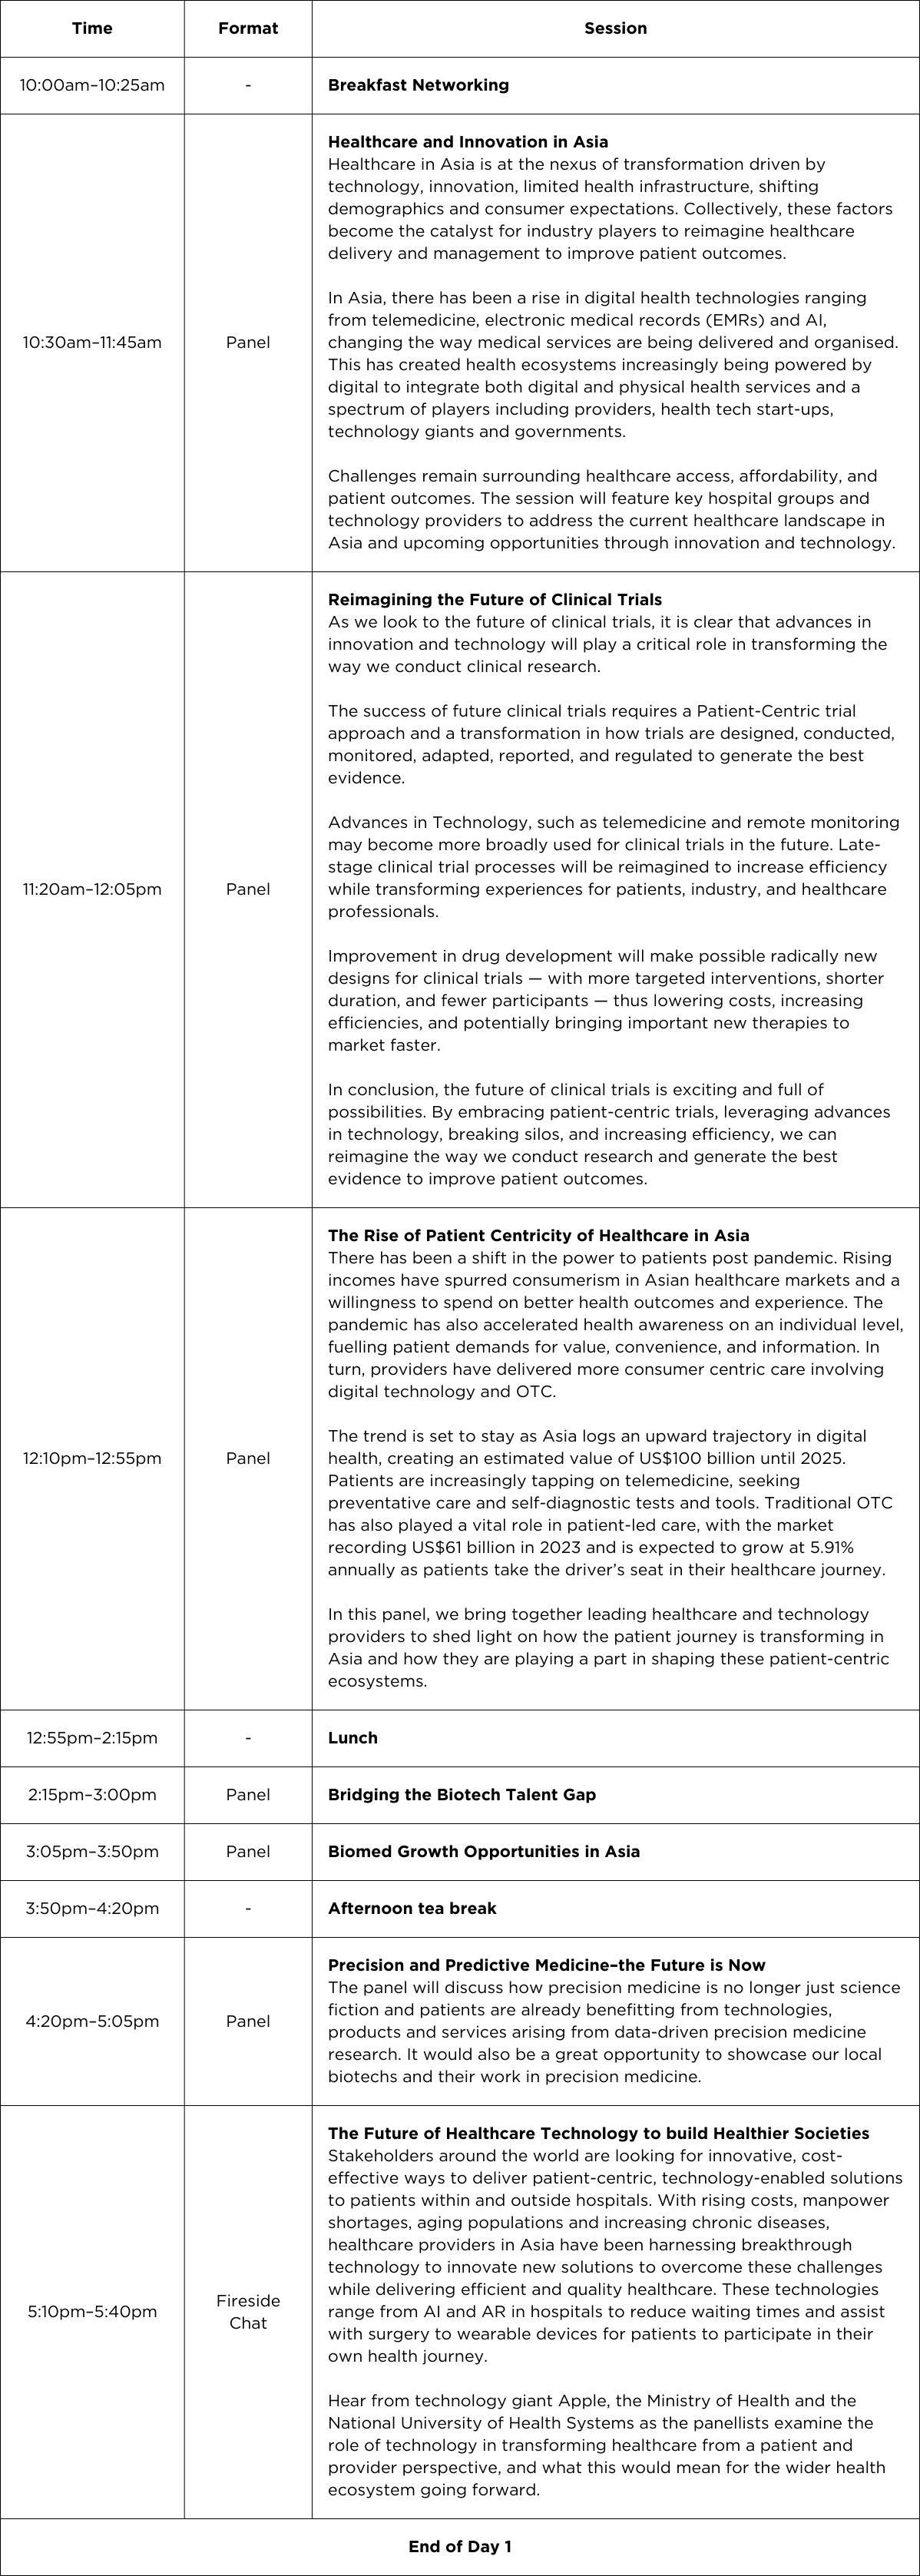 Time Format Session
10:00am–10:25am - Breakfast Networking
Healthcare and Innovation in Asia
Healthcare in Asia is at the nexus of transformation driven by
technology, innovation, limited health infrastructure, shifting
demographics and consumer expectations. Collectively, these factors
become the catalyst for industry players to reimagine healthcare
delivery and management to improve patient outcomes.
In Asia, there has been a rise in digital health technologies ranging
from telemedicine, electronic medical records (EMRs) and AI,
10:30am–11:45am Panel changing the way medical services are being delivered and organised.
This has created health ecosystems increasingly being powered by
digital to integrate both digital and physical health services and a
spectrum of players including providers, health tech start-ups,
technology giants and governments.
Challenges remain surrounding healthcare access, affordability, and
patient outcomes. The session will feature key hospital groups and
technology providers to address the current healthcare landscape in
Asia and upcoming opportunities through innovation and technology.
Reimagining the Future of Clinical Trials
As we look to the future of clinical trials, it is clear that advances in
innovation and technology will play a critical role in transforming the
way we conduct clinical research.
The success of future clinical trials requires a Patient-Centric trial
approach and a transformation in how trials are designed, conducted,
monitored, adapted, reported, and regulated to generate the best
evidence.
Advances in Technology, such as telemedicine and remote monitoring
may become more broadly used for clinical trials in the future. Late-
stage clinical trial processes will be reimagined to increase efficiency
11:20am–12:05pm Panel while transforming experiences for patients, industry, and healthcare
professionals.
Improvement in drug development will make possible radically new
designs for clinical trials — with more targeted interventions, shorter
duration, and fewer participants — thus lowering costs, increasing
efficiencies, and potentially bringing important new therapies to
market faster.
In conclusion, the future of clinical trials is exciting and full of
possibilities. By embracing patient-centric trials, leveraging advances
in technology, breaking silos, and increasing efficiency, we can
reimagine the way we conduct research and generate the best
evidence to improve patient outcomes.
The Rise of Patient Centricity of Healthcare in Asia
There has been a shift in the power to patients post pandemic. Rising
incomes have spurred consumerism in Asian healthcare markets and a
willingness to spend on better health outcomes and experience. The
pandemic has also accelerated health awareness on an individual level,
fuelling patient demands for value, convenience, and information. In
turn, providers have delivered more consumer centric care involving
digital technology and OTC.
The trend is set to stay as Asia logs an upward trajectory in digital
12:10pm–12:55pm Panel health, creating an estimated value of US$100 billion until 2025.
Patients are increasingly tapping on telemedicine, seeking
preventative care and self-diagnostic tests and tools. Traditional OTC
has also played a vital role in patient-led care, with the market
recording US$61 billion in 2023 and is expected to grow at 5.91%
annually as patients take the driver’s seat in their healthcare journey.
In this panel, we bring together leading healthcare and technology
providers to shed light on how the patient journey is transforming in
Asia and how they are playing a part in shaping these patient-centric
ecosystems.
12:55pm–2:15pm - Lunch
2:15pm–3:00pm Panel Bridging the Biotech Talent Gap
3:05pm–3:50pm Panel Biomed Growth Opportunities in Asia
3:50pm–4:20pm - Afternoon tea break
Precision and Predictive Medicine–the Future is Now
The panel will discuss how precision medicine is no longer just science
fiction and patients are already benefitting from technologies,
4:20pm–5:05pm Panel products and services arising from data-driven precision medicine
research. It would also be a great opportunity to showcase our local
biotechs and their work in precision medicine.
The Future of Healthcare Technology to build Healthier Societies
Stakeholders around the world are looking for innovative, cost-
effective ways to deliver patient-centric, technology-enabled solutions
to patients within and outside hospitals. With rising costs, manpower
shortages, aging populations and increasing chronic diseases,
healthcare providers in Asia have been harnessing breakthrough
technology to innovate new solutions to overcome these challenges
while delivering efficient and quality healthcare. These technologies
5:10pm–5:40pm Fireside Chat range from AI and AR in hospitals to reduce waiting times and assist
with surgery to wearable devices for patients to participate in their
own health journey.
Hear from technology giant Apple, the Ministry of Health and the
National University of Health Systems as the panellists examine the
role of technology in transforming healthcare from a patient and
provider perspective, and what this would mean for the wider health
ecosystem going forward.
End of Day 1